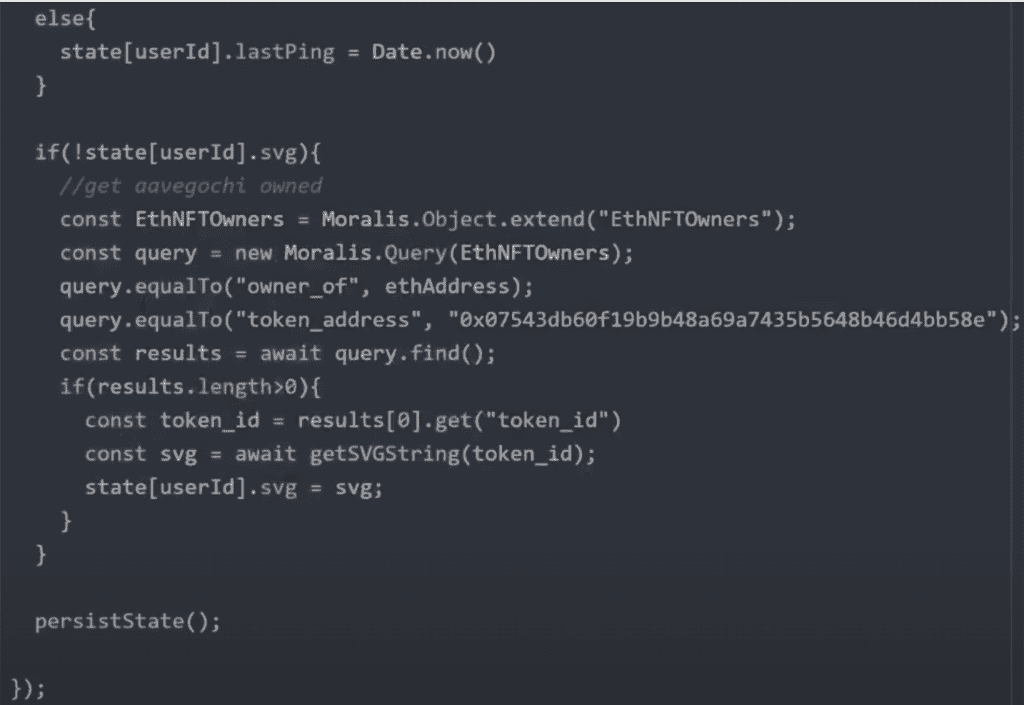 else{
state[userId].lastPing = Date.now()
}
if(!state[userId].svg){
//get aavegochi owned
const EthNFTOwners = Moralis.Object.extend("EthNFTOwners");
const query = new Moralis.Query(EthNFTOwners);
query.equalTo("owner_of", ethAddress);
query.equalTo("token_address", "0x07543db60f19b9b48a69a7435b5648b46d4bb58e");
const results = await query.find();
if(results.length>0){
const token_id = results[0].get("token_id")
const svg = await getSVGString(token_id);
state[userId].svg = svg;
}
}
persistState();
});